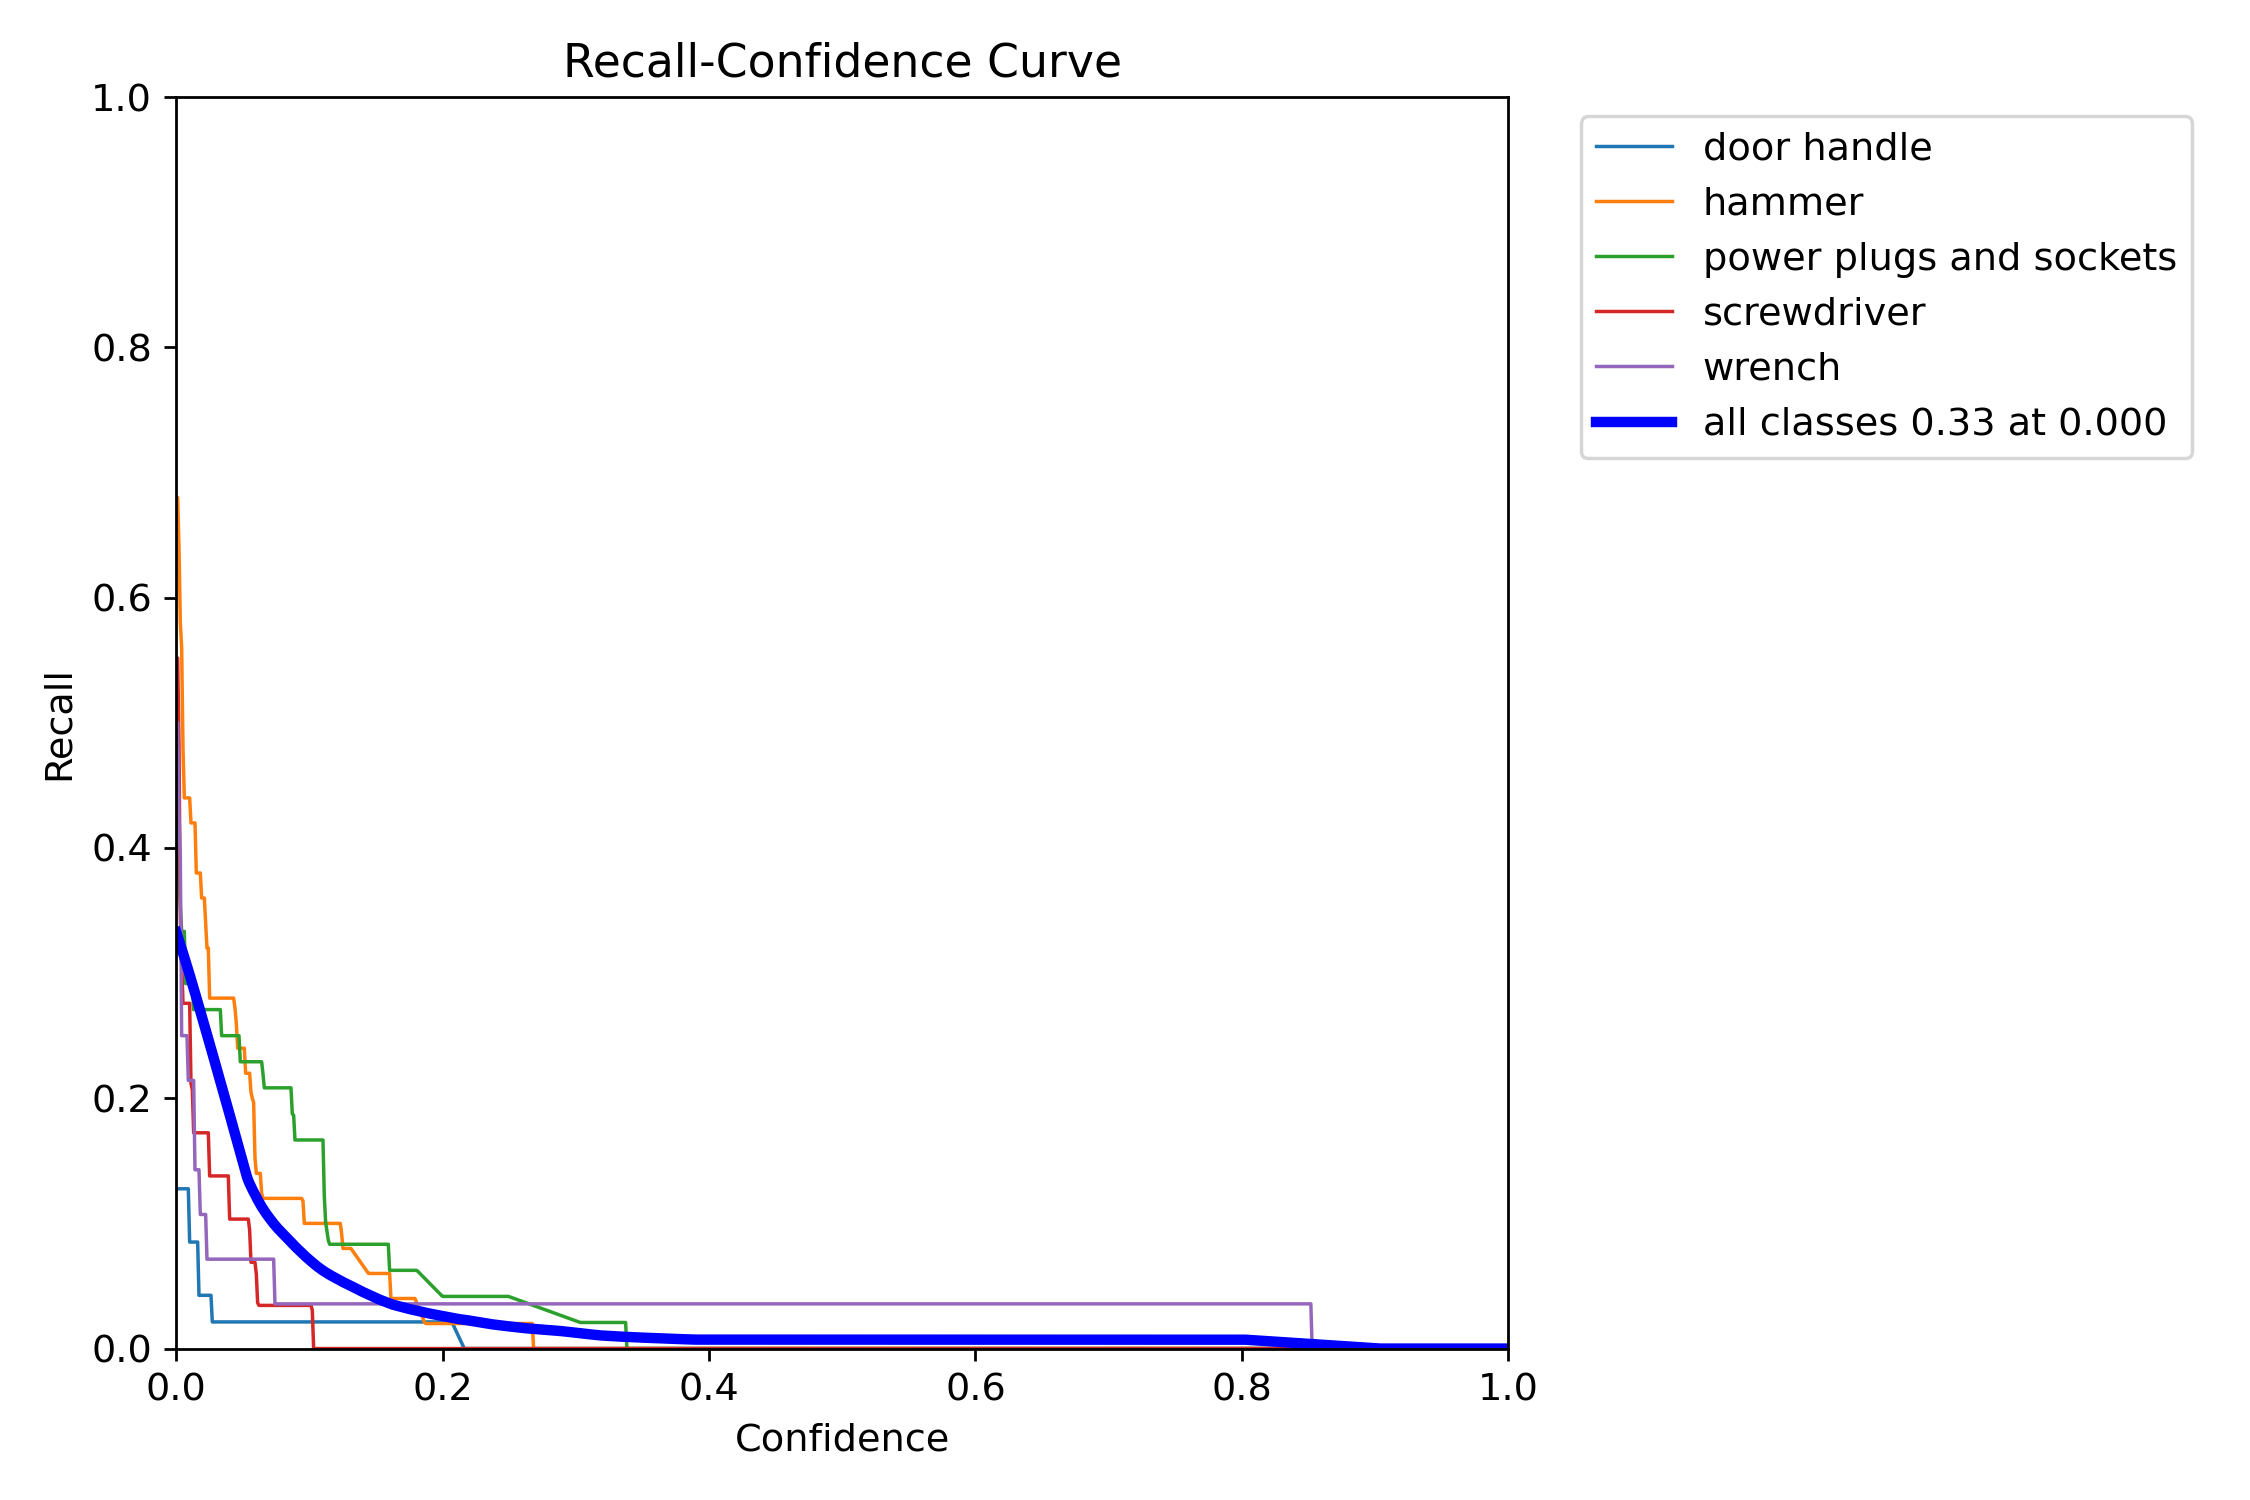 Recall-Confidence Curve
1.0
0.8
0.6
0.4
0.2
0.0
Recall
0.0 0.2 0.4 0.6 0.8 1.0
Confidence
door handle
hammer
power plugs and sockets
screwdriver
wrench
all classes 0.33 at 0.000